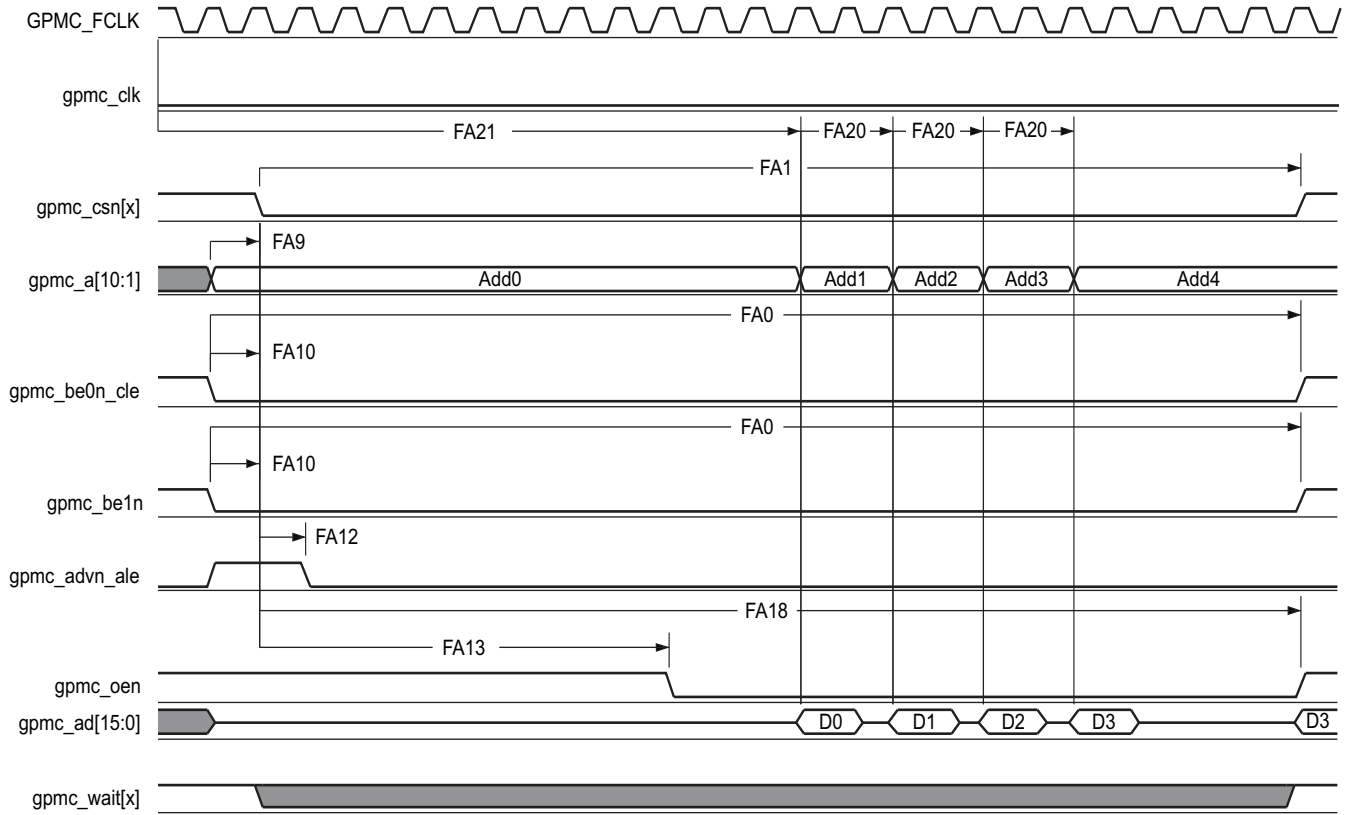 GPMC_FCLK
gpmc_clk
FA21 FA20 FA20 FA20
FA1
gpmc_csn[x]
FA9
gpmc_a[10:1] Add0 Add1 Add2 Add3 Add4
FA0
FA10
gpmc_be0n_cle
FA0
FA10
gpmc_be1n
FA12
gpmc_advn_ale
FA18
FA13
gpmc_oen
gpmc_ad[15:0] D0 D1 D2 D3 D3
gpmc_wait[x]